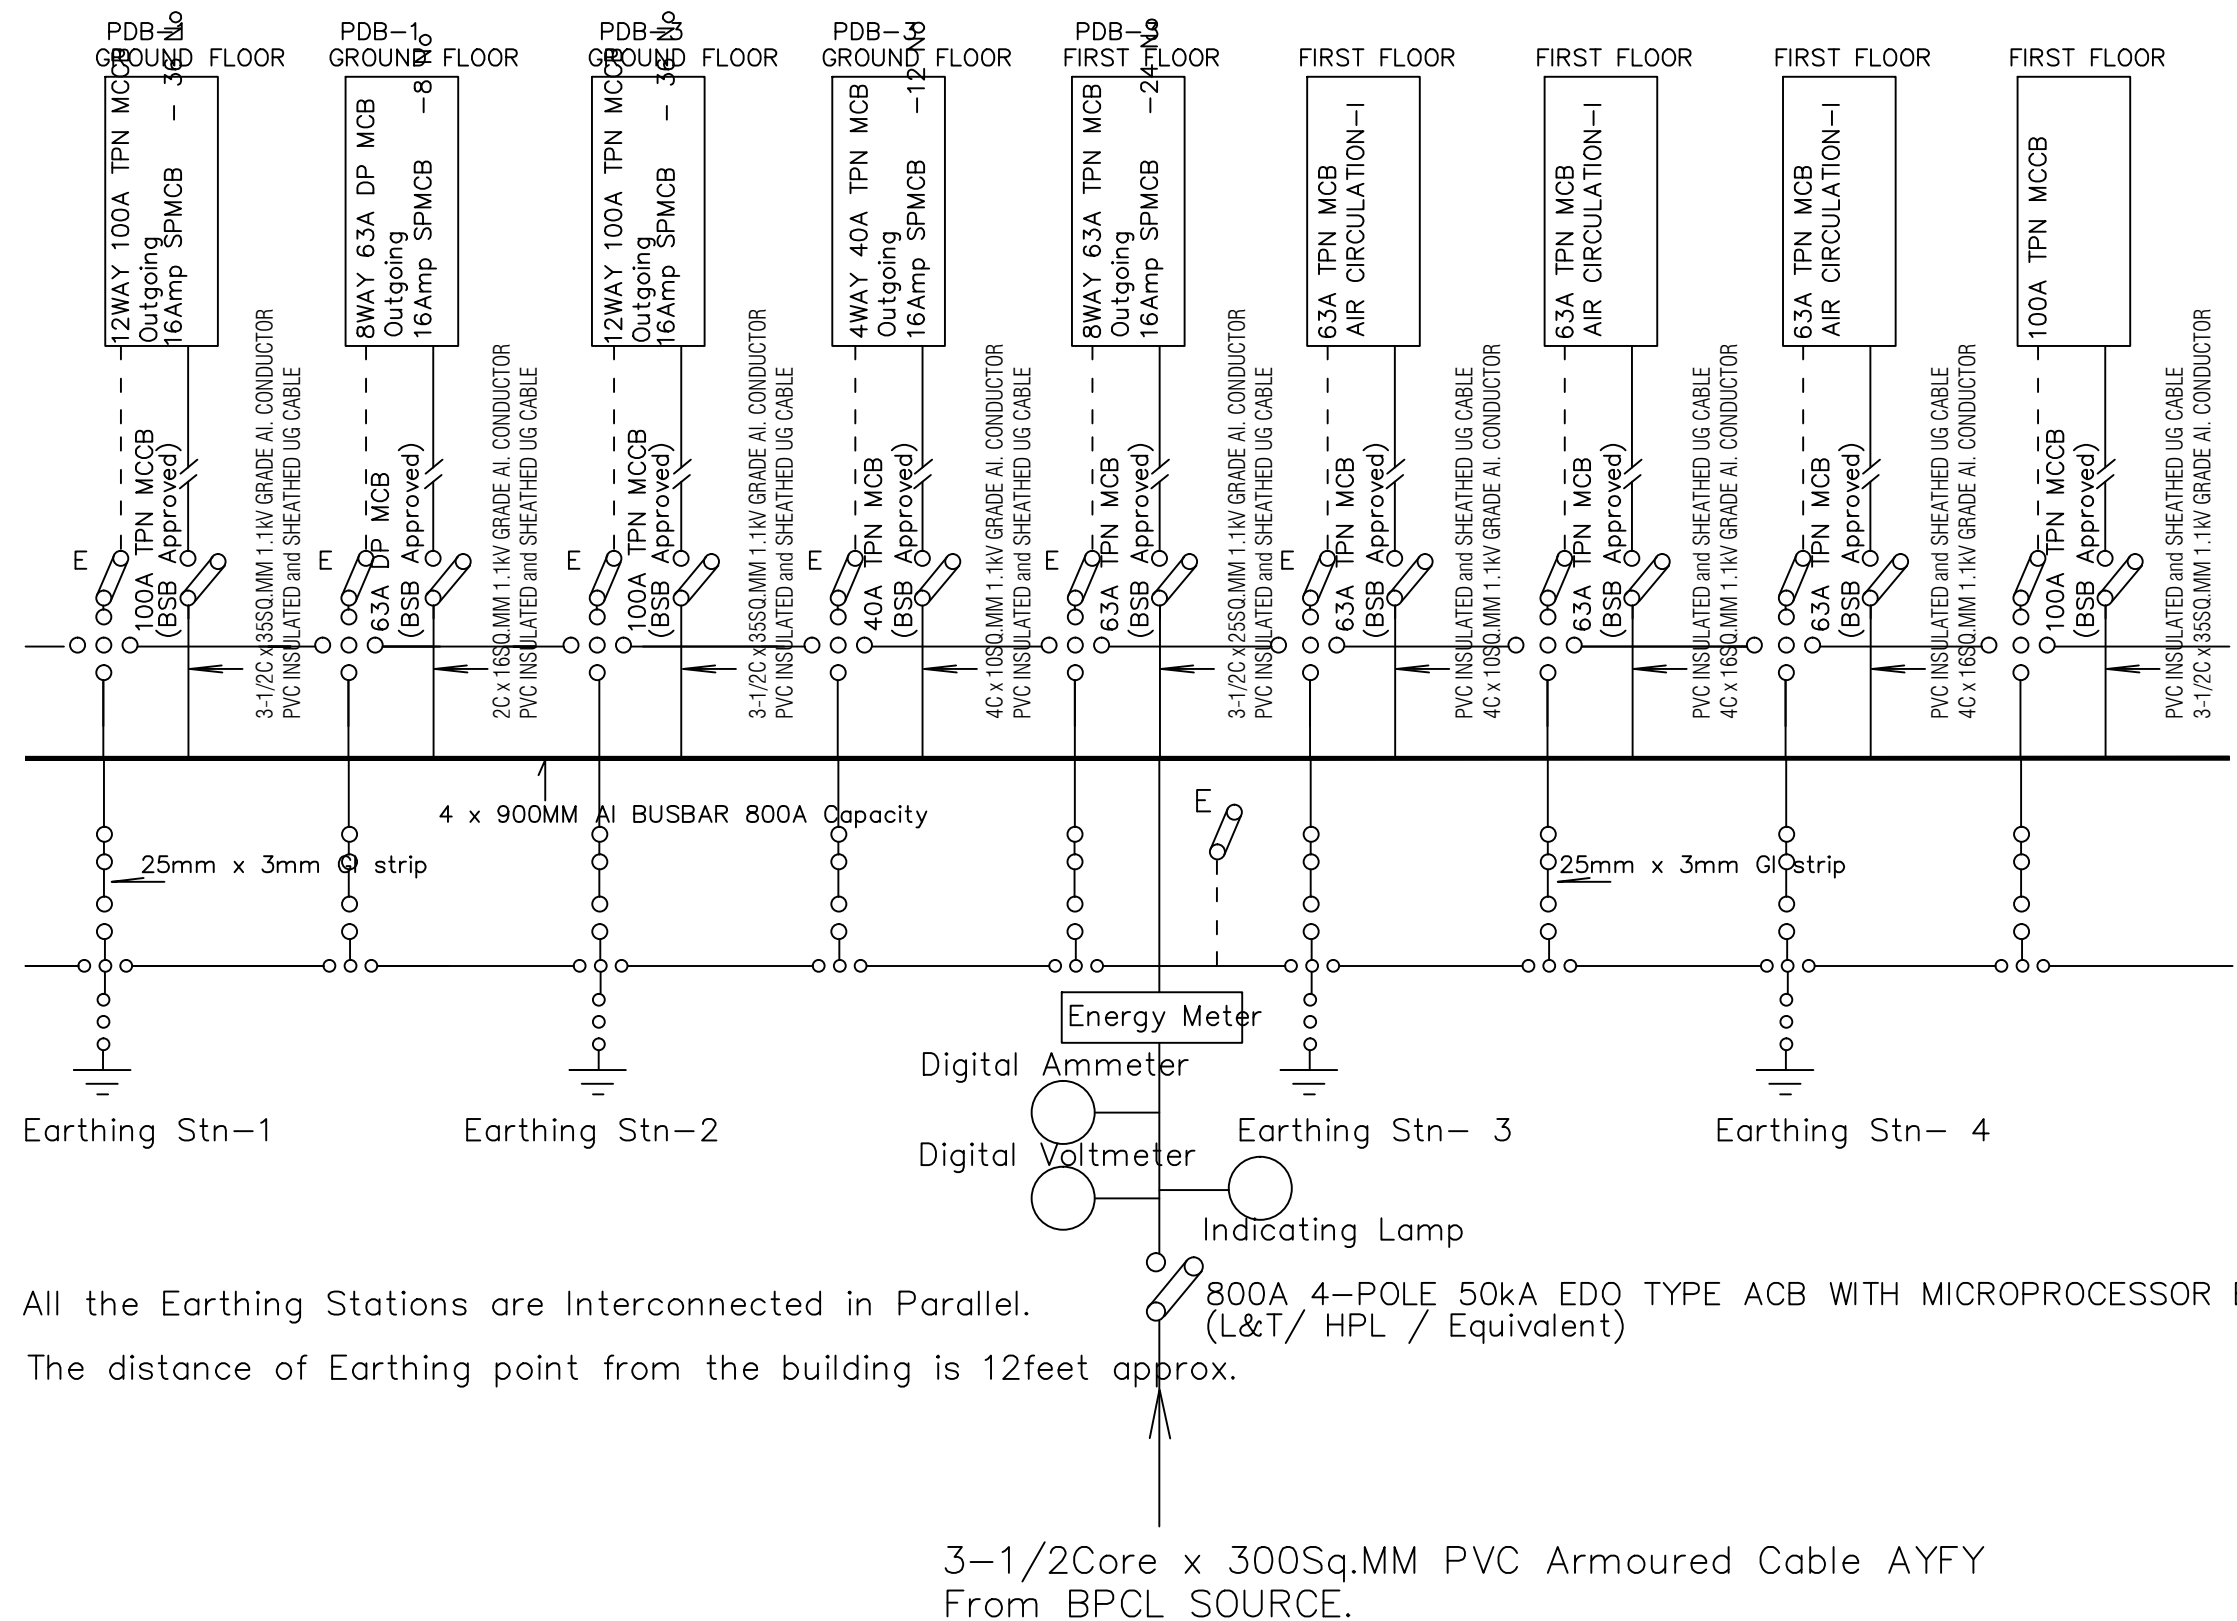 PDB-1
GROUND FLOOR
12WAY 100A TPN MCCB
Outgoing
16Amp SPMCB - 36 No
PDB-1
GROUND FLOOR
8WAY 63A DP MCB
Outgoing
16Amp SPMCB -8 No
PDB-3
GROUND FLOOR
12WAY 100A TPN MCCB
Outgoing
16Amp SPMCB - 36 No
PDB-3
GROUND FLOOR
4WAY 40A TPN MCB
Outgoing
16Amp SPMCB -12 No
PDB-3
FIRST FLOOR
8WAY 63A TPN MCB
Outgoing
16Amp SPMCB -24 No
FIRST FLOOR
63A TPN MCB
AIR CIRCULATION-I
FIRST FLOOR
63A TPN MCB
AIR CIRCULATION-I
FIRST FLOOR
63A TPN MCB
AIR CIRCULATION-I
FIRST FLOOR
100A TPN MCCB
E
100A TPN MCCB
(BSB Approved)
3-1/2C x 35SQ.MM 1.1kV GRADE Al. CONDUCTOR
PVC INSULATED and SHEATHED UG CABLE
E
63A DP MCB
(BSB Approved)
2C x 16SQ.MM 1.1kV GRADE Al. CONDUCTOR
PVC INSULATED and SHEATHED UG CABLE
E
100A TPN MCCB
(BSB Approved)
3-1/2C x 35SQ.MM 1.1kV GRADE Al. CONDUCTOR
PVC INSULATED and SHEATHED UG CABLE
E
40A TPN MCB
(BSB Approved)
4C x 10SQ.MM 1.1kV GRADE Al. CONDUCTOR
PVC INSULATED and SHEATHED UG CABLE
E
63A TPN MCB
(BSB Approved)
3-1/2C x 25SQ.MM 1.1kV GRADE Al. CONDUCTOR
PVC INSULATED and SHEATHED UG CABLE
E
63A TPN MCB
(BSB Approved)
PVC INSULATED and SHEATHED UG CABLE
4C x 10SQ.MM 1.1kV GRADE Al. CONDUCTOR
63A TPN MCB
(BSB Approved)
PVC INSULATED and SHEATHED UG CABLE
4C x 16SQ.MM 1.1kV GRADE Al. CONDUCTOR
63A TPN MCB
(BSB Approved)
PVC INSULATED and SHEATHED UG CABLE
4C x 16SQ.MM 1.1kV GRADE Al. CONDUCTOR
100A TPN MCCB
(BSB Approved)
PVC INSULATED and SHEATHED UG CABLE
3-1/2C x 35SQ.MM 1.1kV GRADE Al. CONDUCTOR
4 x 900MM Al BUSBAR 800A Capacity
E
25mm x 3mm GI strip
25mm x 3mm GI strip
Energy Meter
Digital Ammeter
Earthing Stn-1
Earthing Stn-2
Earthing Stn- 3
Earthing Stn- 4
Digital Voltmeter
Indicating Lamp
All the Earthing Stations are Interconnected in Parallel.
800A 4-POLE 50kA EDO TYPE ACB WITH MICROPROCESSOR
(L&T/ HPL / Equivalent)
The distance of Earthing point from the building is 12feet approx.
3-1/2Core x 300Sq.MM PVC Armoured Cable AYFY
From BPCL SOURCE.